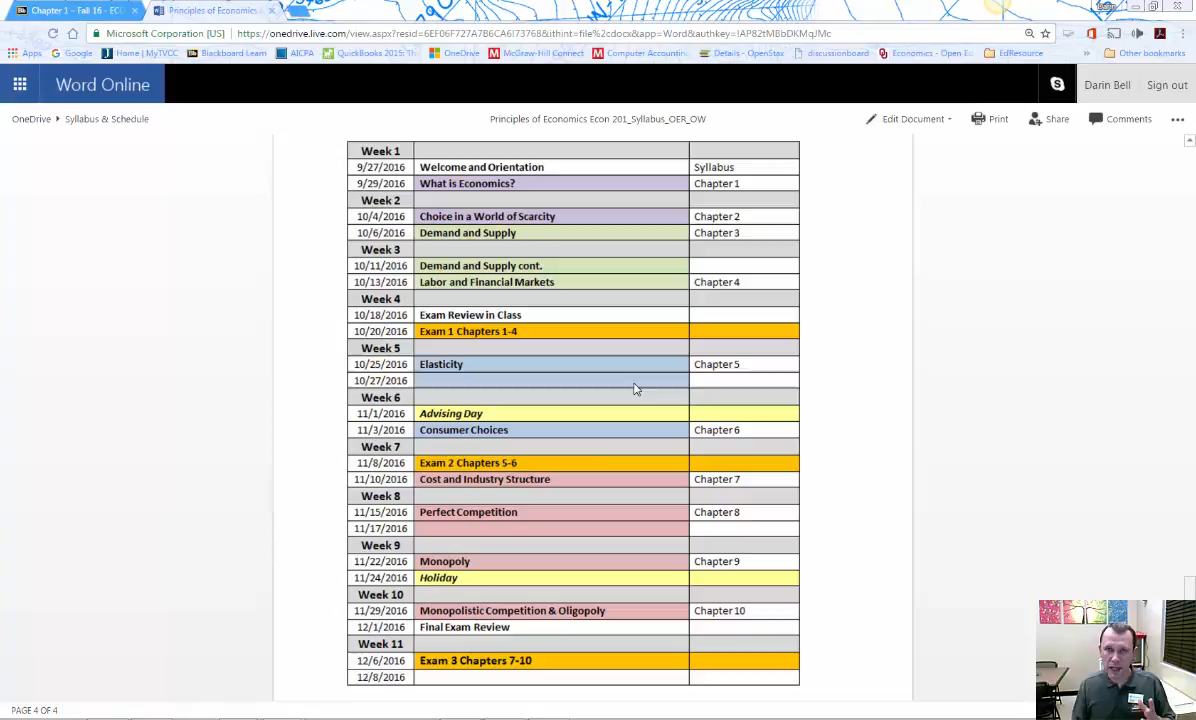 Chapter 1 – Fall 16 - ECO
Principles of Economics
Microsoft Corporation [US]
https://onedrive.live.com/view.aspx?resid=6EF06F727A7B6CA6!73768&ithint=file%2cdocx&app=Word&authkey=!AP82tMBbDKMqJMc
Apps
Google
Home | MyTVCC
Blackboard Learn
AICPA
QuickBooks 2015: Th
OneDrive
McGraw-Hill Connect
Computer Accounting
Details - OpenStax
discussionboard
Economics - Open Ed
EdResource
Other bookmarks
Word Online
Darin Bell
Sign out
OneDrive
Syllabus & Schedule
Principles of Economics Econ 201_Syllabus_OER_OW
Edit Document
Print
Share
Comments
Week 1
9/27/2016 Welcome and Orientation Syllabus
9/29/2016 What is Economics? Chapter 1
Week 2
10/4/2016 Choice in a World of Scarcity Chapter 2
10/6/2016 Demand and Supply Chapter 3
Week 3
10/11/2016 Demand and Supply cont.
10/13/2016 Labor and Financial Markets Chapter 4
Week 4
10/18/2016 Exam Review in Class
10/20/2016 Exam 1 Chapters 1-4
Week 5
10/25/2016 Elasticity Chapter 5
10/27/2016
Week 6
11/1/2016 Advising Day
11/3/2016 Consumer Choices Chapter 6
Week 7
11/8/2016 Exam 2 Chapters 5-6
11/10/2016 Cost and Industry Structure Chapter 7
Week 8
11/15/2016 Perfect Competition Chapter 8
11/17/2016
Week 9
11/22/2016 Monopoly Chapter 9
11/24/2016 Holiday
Week 10
11/29/2016 Monopolistic Competition & Oligopoly Chapter 10
12/1/2016 Final Exam Review
Week 11
12/6/2016 Exam 3 Chapters 7-10
12/8/2016
PAGE 4 OF 4